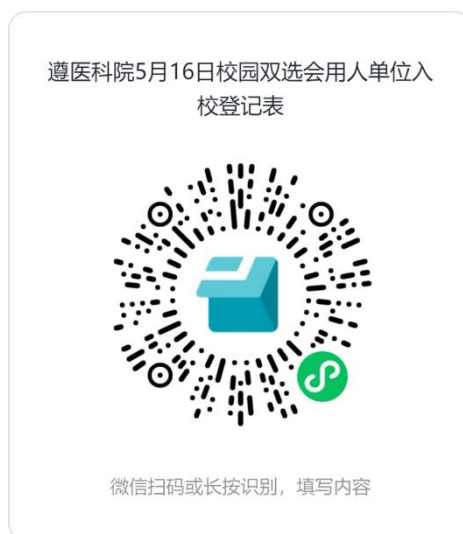 遵医科院5月16日校园双选会用人单位入
校登记表
微信扫码或长按识别，填写内容